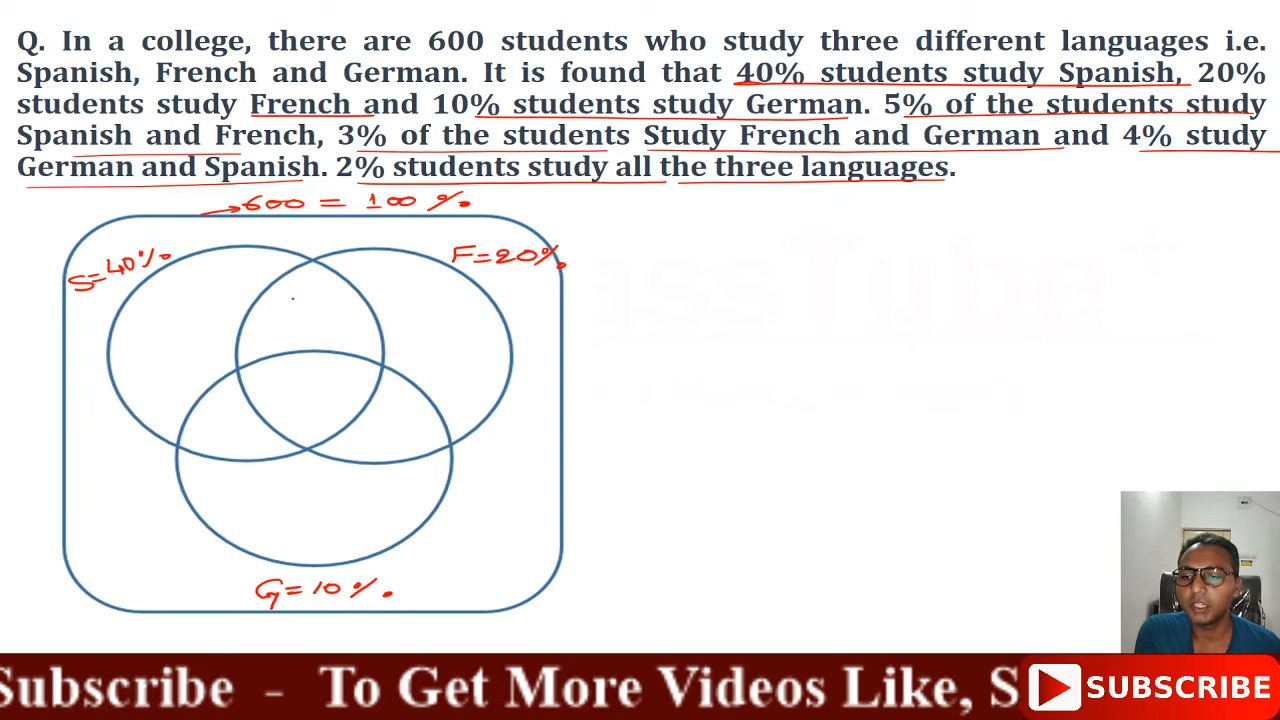 Q. In a college, there are 600 students who study three different languages i.e.
Spanish, French and German. It is found that 40% students study Spanish, 20%
students study French and 10% students study German. 5% of the students study
Spanish and French, 3% of the students Study French and German and 4% study
German and Spanish. 2% students study all the three languages.
600 = 100 %
S=40%
F=20%
G=10%
Subscribe - To Get More Videos Like, S
SUBSCRIBE